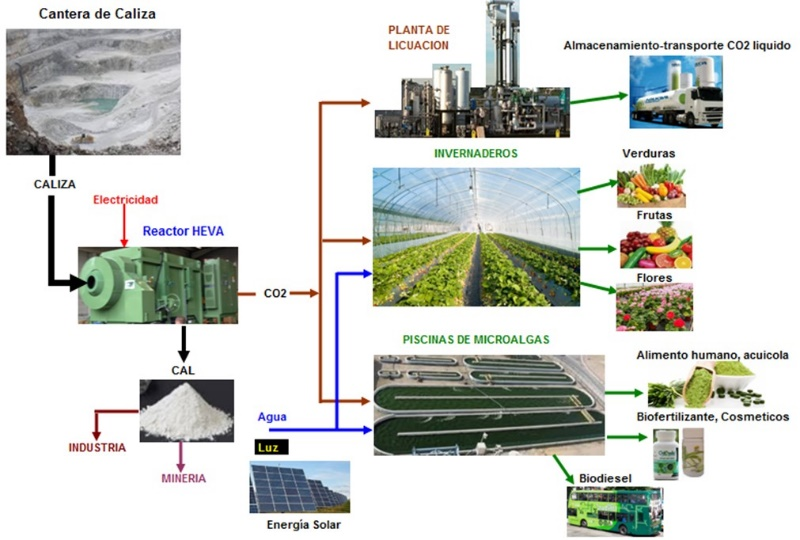 Cantera de Caliza
PLANTA DE
LICUACION
Almacenamiento-transporte CO2 liquido
INVERNADEROS
Verduras
CALIZA
Electricidad
Frutas
Reactor HEVA
Flores
CO2
PISCINAS DE MICROALGAS
Alimento humano, acuicola
CAL
Agua
Biofertilizante, Cosmeticos
INDUSTRIA
Luz
MINERIA
Biodiesel
Energía Solar